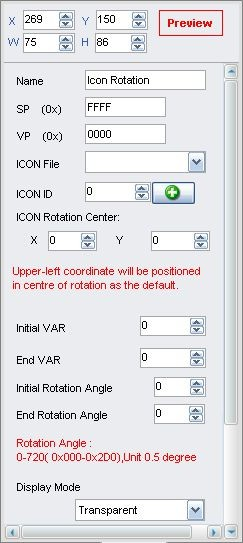 X 269 Y 150 Preview
W 75 H 86
Name Icon Rotation
SP (0x) FFFF
VP (0x) 0000
ICON File
ICON ID 0
ICON Rotation Center:
X 0 Y 0
Upper-left coordinate will be positioned
in centre of rotation as the default.
Initial VAR 0
End VAR 0
Initial Rotation Angle 0
End Rotation Angle 0
Rotation Angle :
0-720( 0x000-0x2D0),Unit 0.5 degree
Display Mode
Transparent